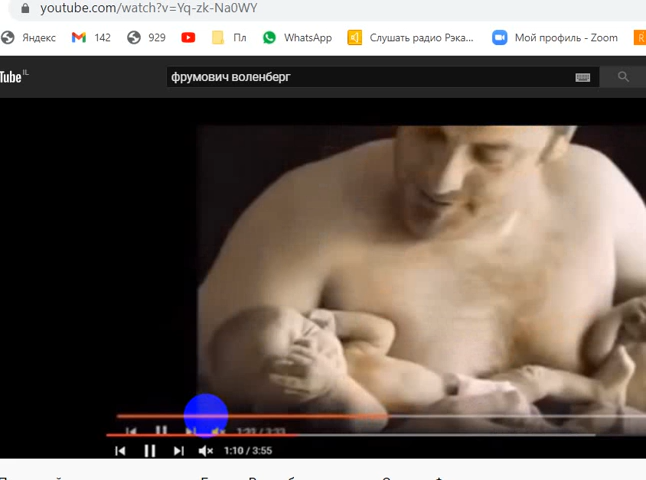 youtube.com/watch?v=Yq-zk-Na0WY
Яндекс 142 929 Пл WhatsApp Слушать радио Рэка... Мой профиль - Zoom
Tube IL
фрумович воленберг
1:10 / 3:55